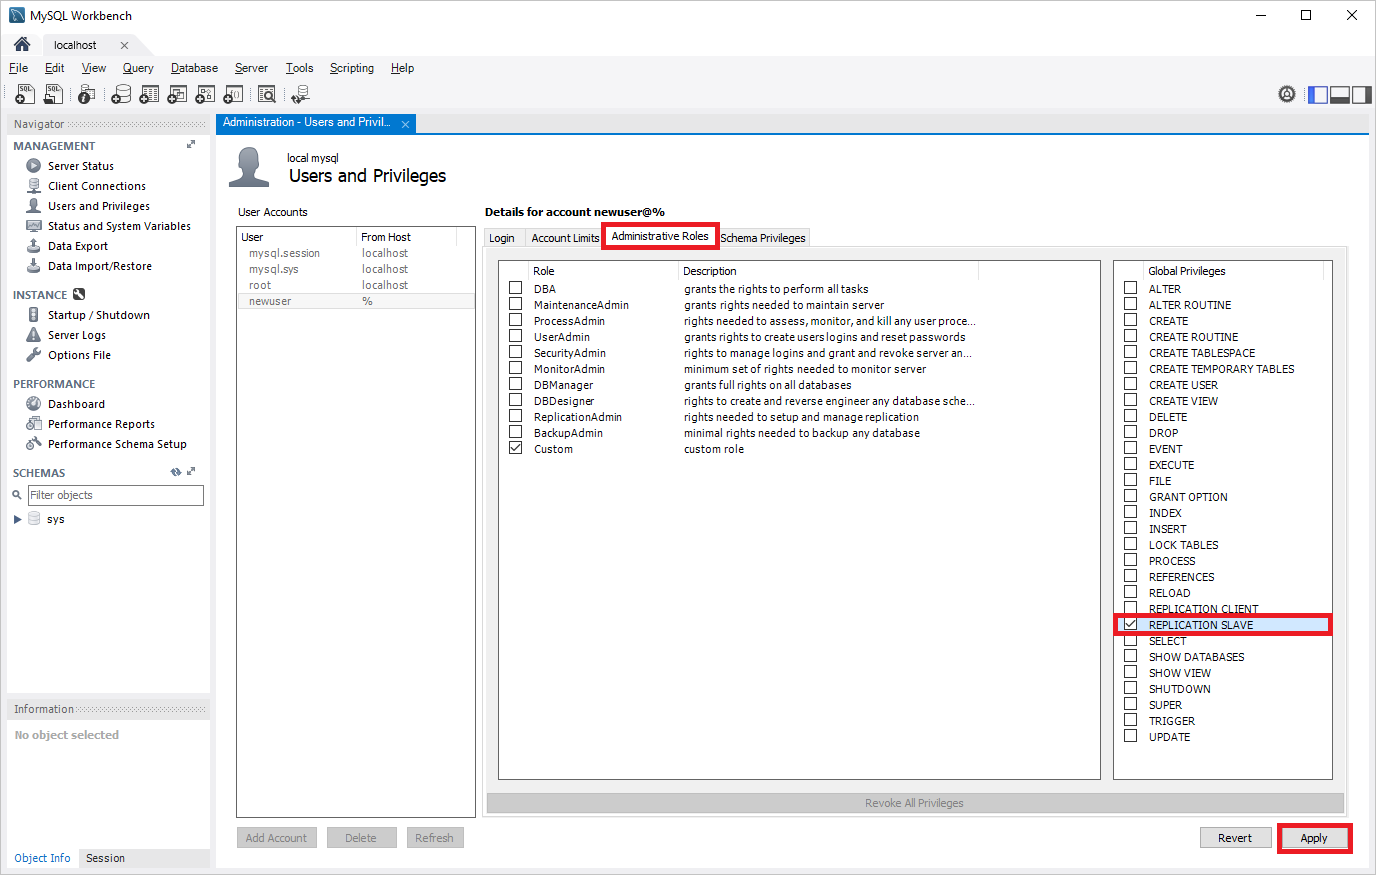 MySQL Workbench
localhost
File Edit View Query Database Server Tools Scripting Help
SQL SQL
Navigator
MANAGEMENT
Server Status
Client Connections
Users and Privileges
Status and System Variables
Data Export
Data Import/Restore
INSTANCE
Startup / Shutdown
Server Logs
Options File
PERFORMANCE
Dashboard
Performance Reports
Performance Schema Setup
SCHEMAS
Filter objects
sys
Information
No object selected
Object Info Session
Administration - Users and Privil...
local mysql
Users and Privileges
User Accounts
User From Host
mysql.session localhost
mysql.sys localhost
root localhost
newuser %
Add Account Delete Refresh
Details for account newuser@%
Login Account Limits Administrative Roles Schema Privileges
Role Description
DBA grants the rights to perform all tasks
MaintenanceAdmin grants rights needed to maintain server
ProcessAdmin rights needed to assess, monitor, and kill any user proce...
UserAdmin grants rights to create users logins and reset passwords
SecurityAdmin rights to manage logins and grant and revoke server an...
MonitorAdmin minimum set of rights needed to monitor server
DBManager grants full rights on all databases
DBDesigner rights to create and reverse engineer any database sche...
ReplicationAdmin rights needed to setup and manage replication
BackupAdmin minimal rights needed to backup any database
Custom custom role
Global Privileges
ALTER
ALTER ROUTINE
CREATE
CREATE ROUTINE
CREATE TABLESPACE
CREATE TEMPORARY TABLES
CREATE USER
CREATE VIEW
DELETE
DROP
EVENT
EXECUTE
FILE
GRANT OPTION
INDEX
INSERT
LOCK TABLES
PROCESS
REFERENCES
RELOAD
REPLICATION CLIENT
REPLICATION SLAVE
SELECT
SHOW DATABASES
SHOW VIEW
SHUTDOWN
SUPER
TRIGGER
UPDATE
Revoke All Privileges
Revert Apply